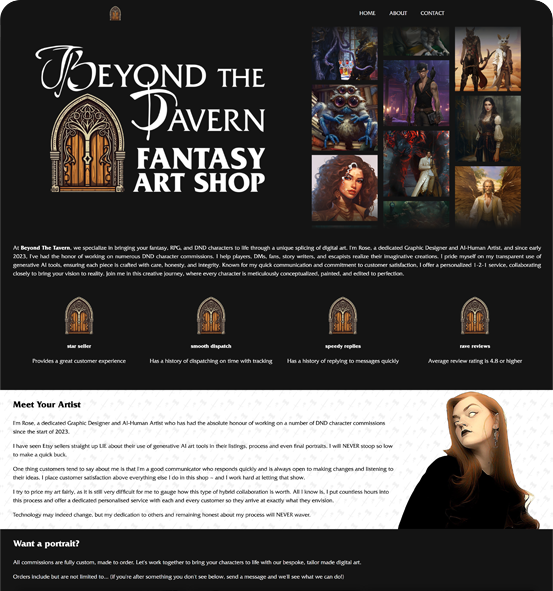 HOME ABOUT CONTACT
BEYOND THE
TAVERN
FANTASY
ART SHOP
At Beyond The Tavern, we specialize in bringing your fantasy, RPG, and DND characters to life through a unique splicing of digital art. I'm Rose, a dedicated Graphic Designer and AI-Human Artist, and since early
2023, I've had the honor of working on numerous DND character commissions. I help players, DMs, fans, story writers, and escapists realize their imaginative creations. I pride myself on my transparent use of
generative AI tools, ensuring each piece is crafted with care, honesty, and integrity. Known for my quick communication and commitment to customer satisfaction, I offer a personalized 1-2-1 service, collaborating
closely to bring your vision to reality. Join me in this creative journey, where every character is meticulously conceptualized, painted, and edited to perfection.
star seller
Provides a great customer experience
smooth dispatch
Has a history of dispatching on time with tracking
speedy replies
Has a history of replying to messages quickly
rave reviews
Average review rating is 4.8 or higher
Meet Your Artist
I'm Rose, a dedicated Graphic Designer and AI-Human Artist who has had the absolute honour of working on a number of DND character commissions
since the start of 2023.
I have seen Etsy sellers straight up LIE about their use of generative AI art tools in their listings, process and even final portraits. I will NEVER stoop so low
to make a quick buck.
One thing customers tend to say about me is that I'm a good communicator who responds quickly and is always open to making changes and listening to
their ideas. I place customer satisfaction above everything else I do in this shop – and I work hard at letting that show.
I try to price my art fairly, as it is still very difficult for me to gauge how this type of hybrid collaboration is worth. All I know is, I put countless hours into
this process and offer a dedicated personalised service with each and every customer so they arrive at exactly what they envision.
Technology may indeed change, but my dedication to others and remaining honest about my process will NEVER waver.
Want a portrait?
All commissions are fully custom, made to order. Let's work together to bring your characters to life with our bespoke, tailor made digital art.
Orders include but are not limited to... (if you're after something you don't see below, send a message and we'll see what we can do!)